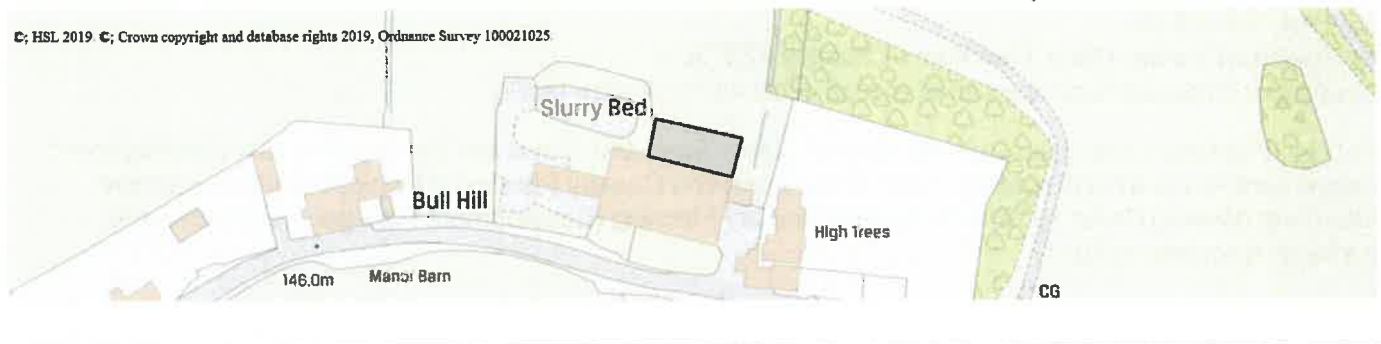 ©; HSL 2019. ©; Crown copyright and database rights 2019, Ordnance Survey 100021025
Slurry Bed
Bull Hill
High Trees
146.0m
Manor Barn
CG